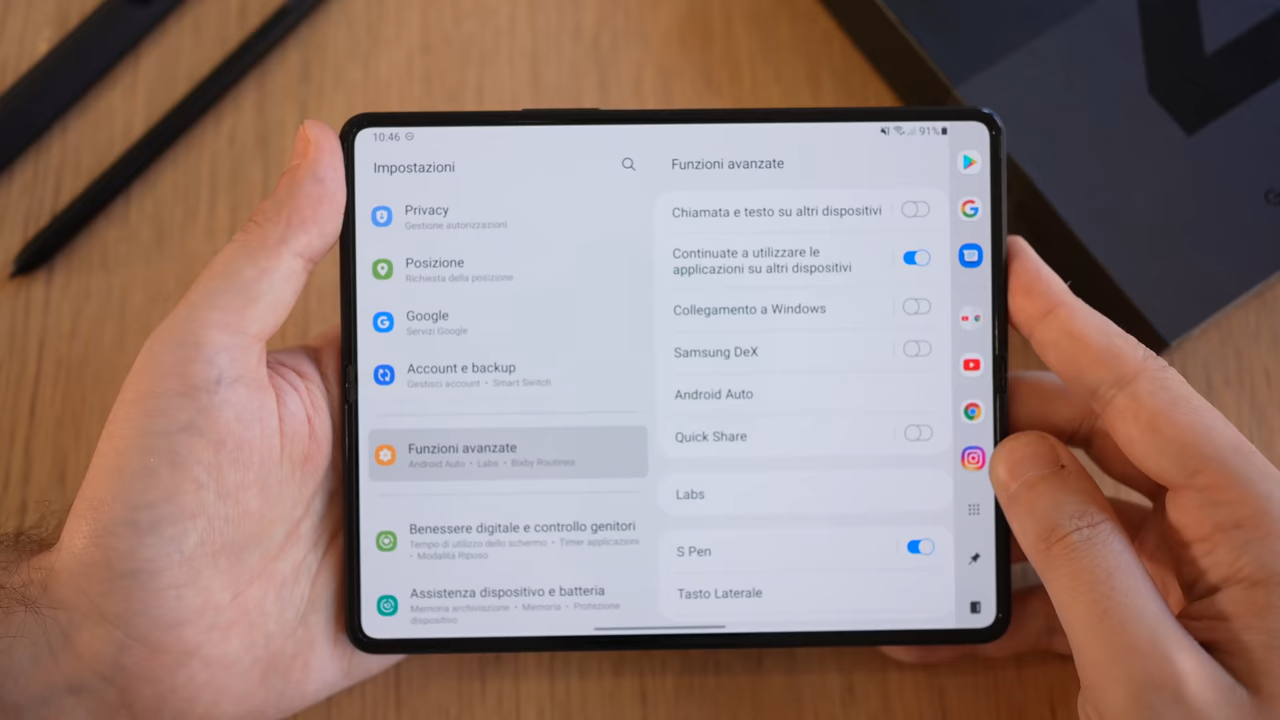 10:46
91%
Impostazioni
Privacy
Gestione autorizzazioni
Posizione
Richiesta della posizione
Google
Servizi Google
Account e backup
Gestisci account • Smart Switch
Funzioni avanzate
Android Auto • Labs • Bixby Routines
Benessere digitale e controllo genitori
Tempo di utilizzo dello schermo • Timer applicazioni
• Modalità Riposo
Assistenza dispositivo e batteria
Memoria archiviazione • Memoria • Protezione
dispositivo
Funzioni avanzate
Chiamata e testo su altri dispositivi
Continuate a utilizzare le
applicazioni su altri dispositivi
Collegamento a Windows
Samsung DeX
Android Auto
Quick Share
Labs
S Pen
Tasto Laterale